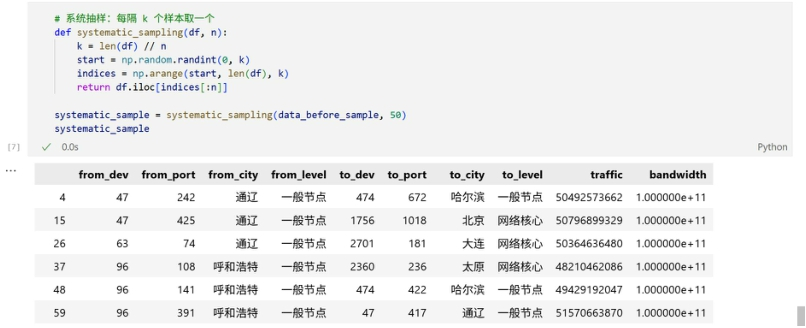 # 系统抽样：每隔 k 个样本取一个
def systematic_sampling(df, n):
    k = len(df) // n
    start = np.random.randint(0, k)
    indices = np.arange(start, len(df), k)
    return df.iloc[indices[:n]]
systematic_sample = systematic_sampling(data_before_sample, 50)
systematic_sample
[7] ✓ 0.0s Python
...
from_dev from_port from_city from_level to_dev to_port to_city to_level traffic bandwidth
4 47 242 通辽 一般节点 474 672 哈尔滨 一般节点 50492573662 1.000000e+11
15 47 425 通辽 一般节点 1756 1018 北京 网络核心 50796899329 1.000000e+11
26 63 74 通辽 一般节点 2701 181 大连 网络核心 50364636480 1.000000e+11
37 96 108 呼和浩特 一般节点 2360 236 太原 网络核心 48210462086 1.000000e+11
48 96 141 呼和浩特 一般节点 474 422 哈尔滨 一般节点 49429192047 1.000000e+11
59 96 391 呼和浩特 一般节点 47 417 通辽 一般节点 51570663870 1.000000e+11